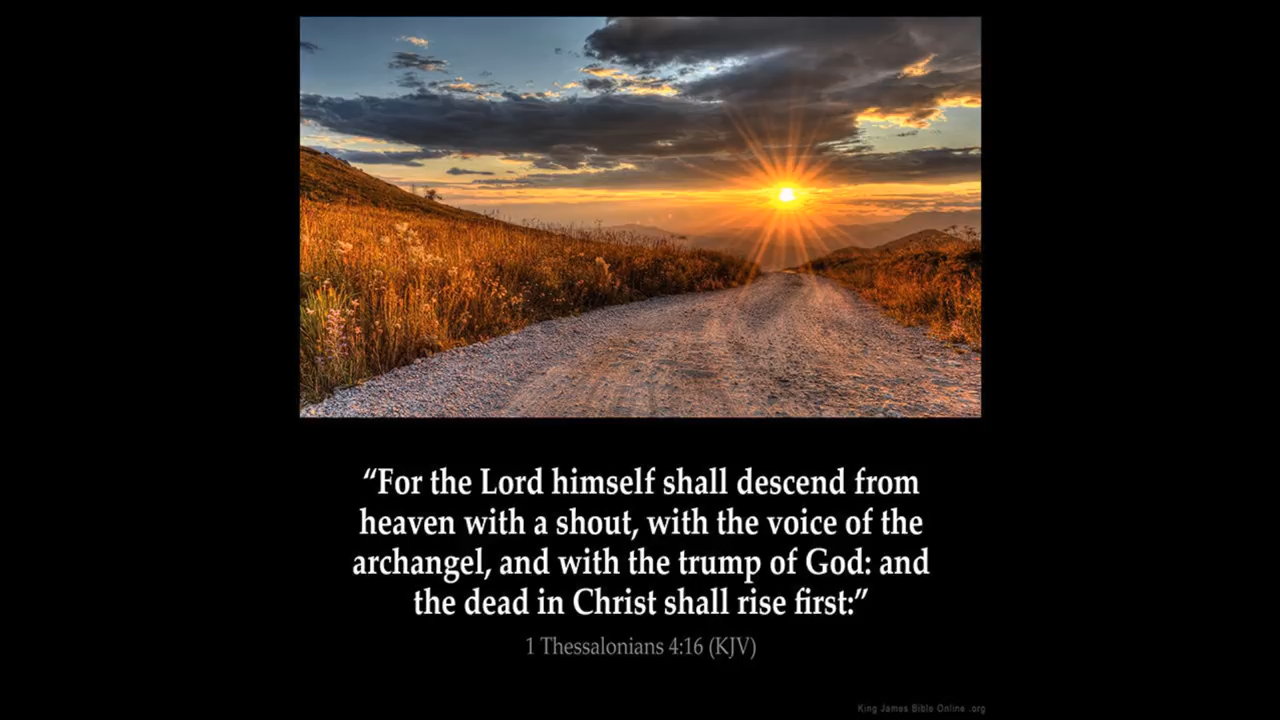 “For the Lord himself shall descend from
heaven with a shout, with the voice of the
archangel, and with the trump of God: and
the dead in Christ shall rise first:”
1 Thessalonians 4:16 (KJV)
King James Bible Online .org